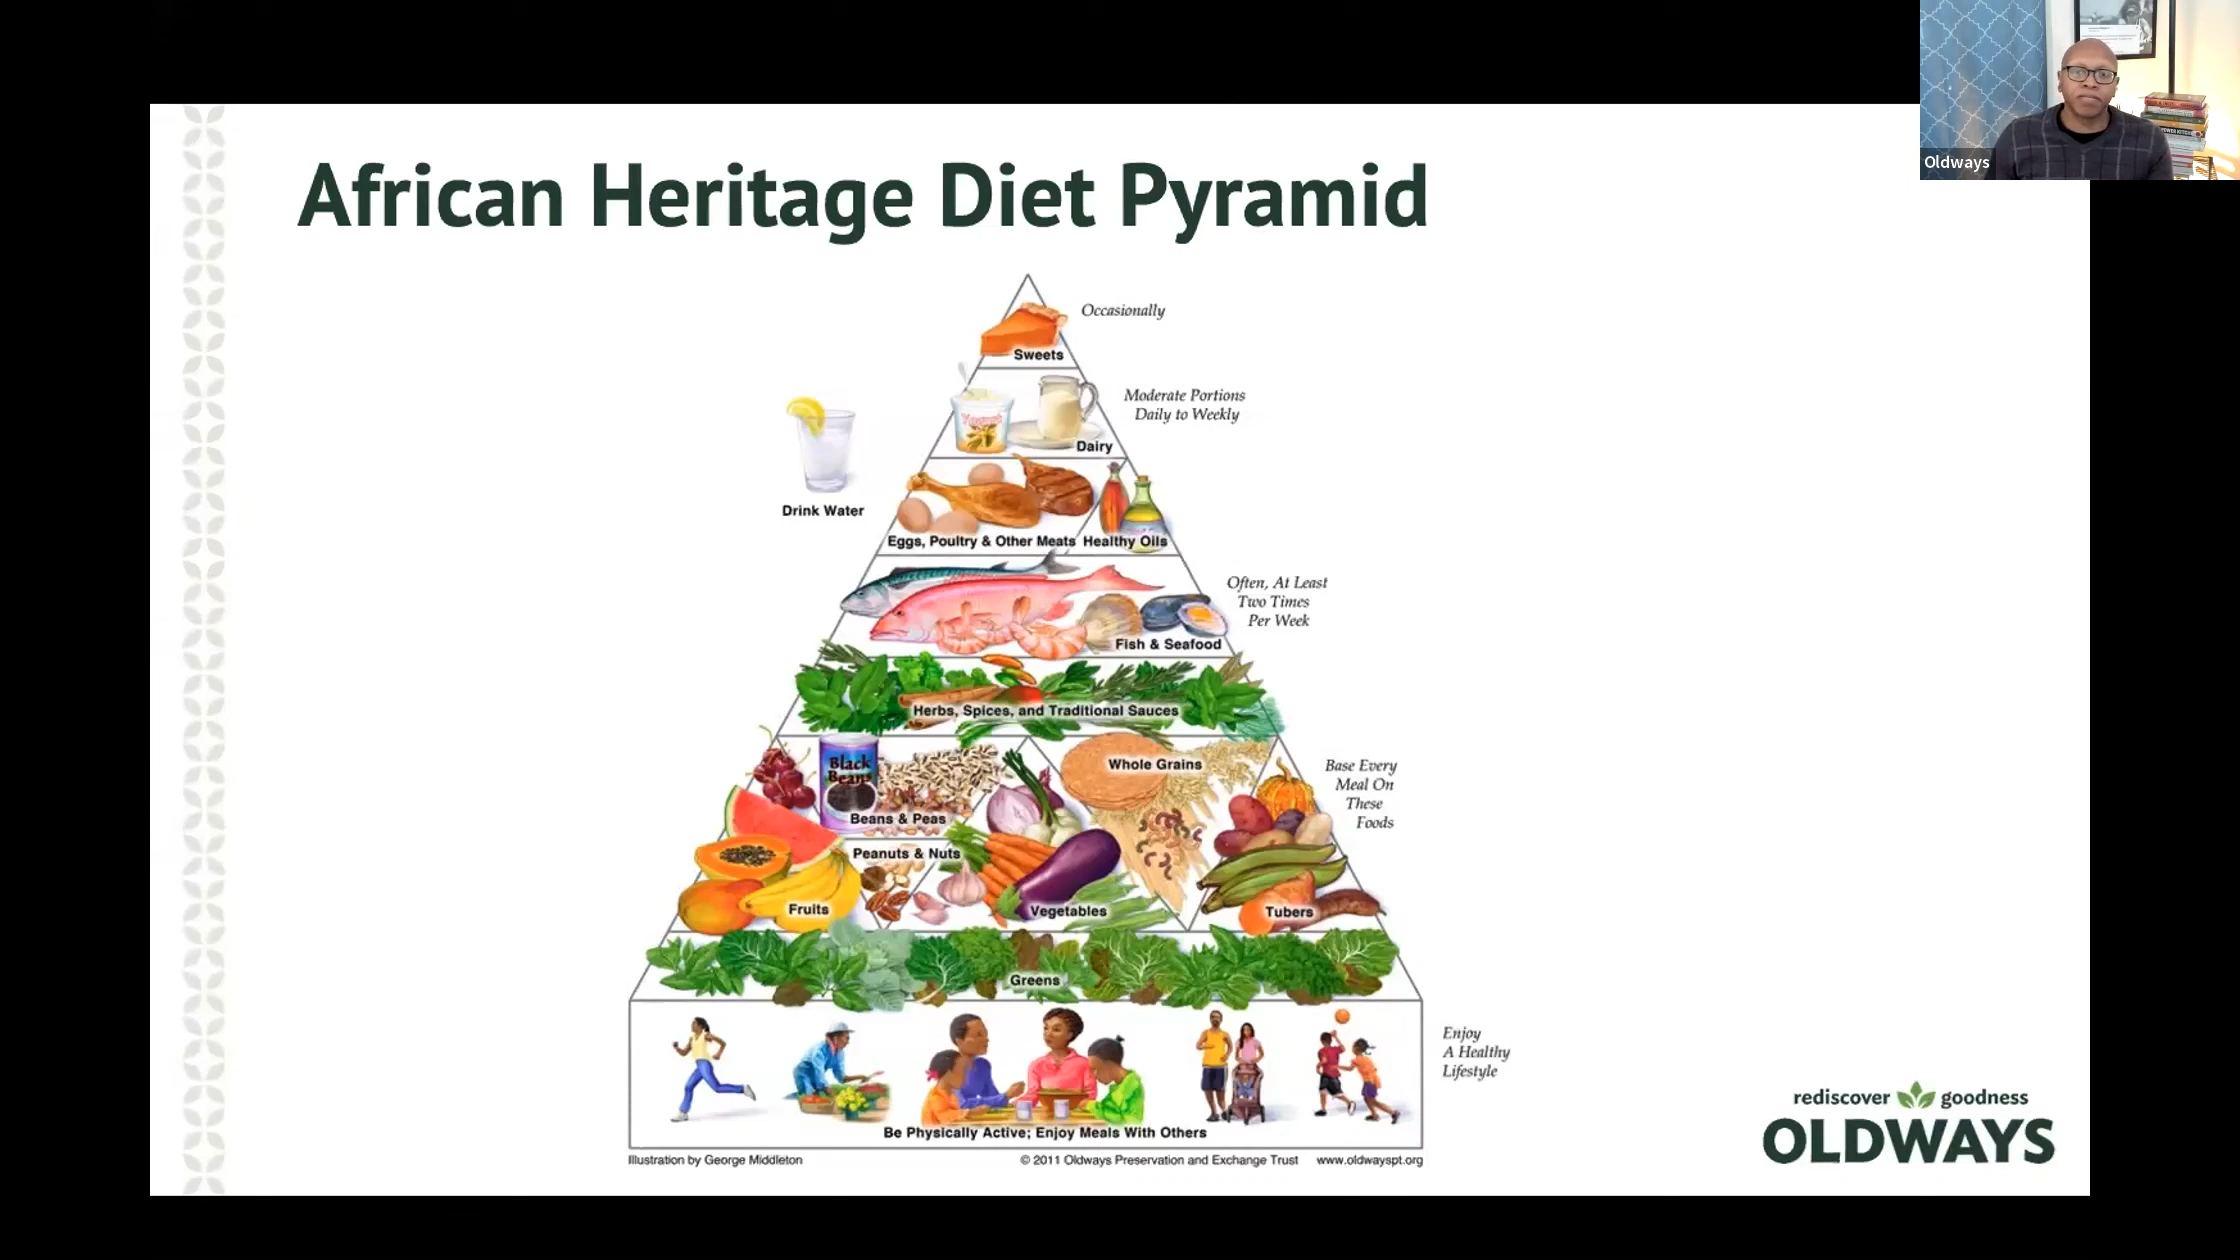 Oldways
African Heritage Diet Pyramid
Occasionally
Sweets
Moderate Portions
Daily to Weekly
Yogurt
Dairy
Drink Water
Eggs, Poultry & Other Meats
Healthy Oils
Often, At Least
Two Times
Per Week
Fish & Seafood
Herbs, Spices, and Traditional Sauces
Black
Beans
Whole Grains
Base Every
Meal On
These
Foods
Beans & Peas
Peanuts & Nuts
Fruits
Vegetables
Tubers
Greens
Enjoy
A Healthy
Lifestyle
Be Physically Active; Enjoy Meals With Others
Illustration by George Middleton
© 2011 Oldways Preservation and Exchange Trust
www.oldwayspt.org
rediscover goodness
OLDWAYS